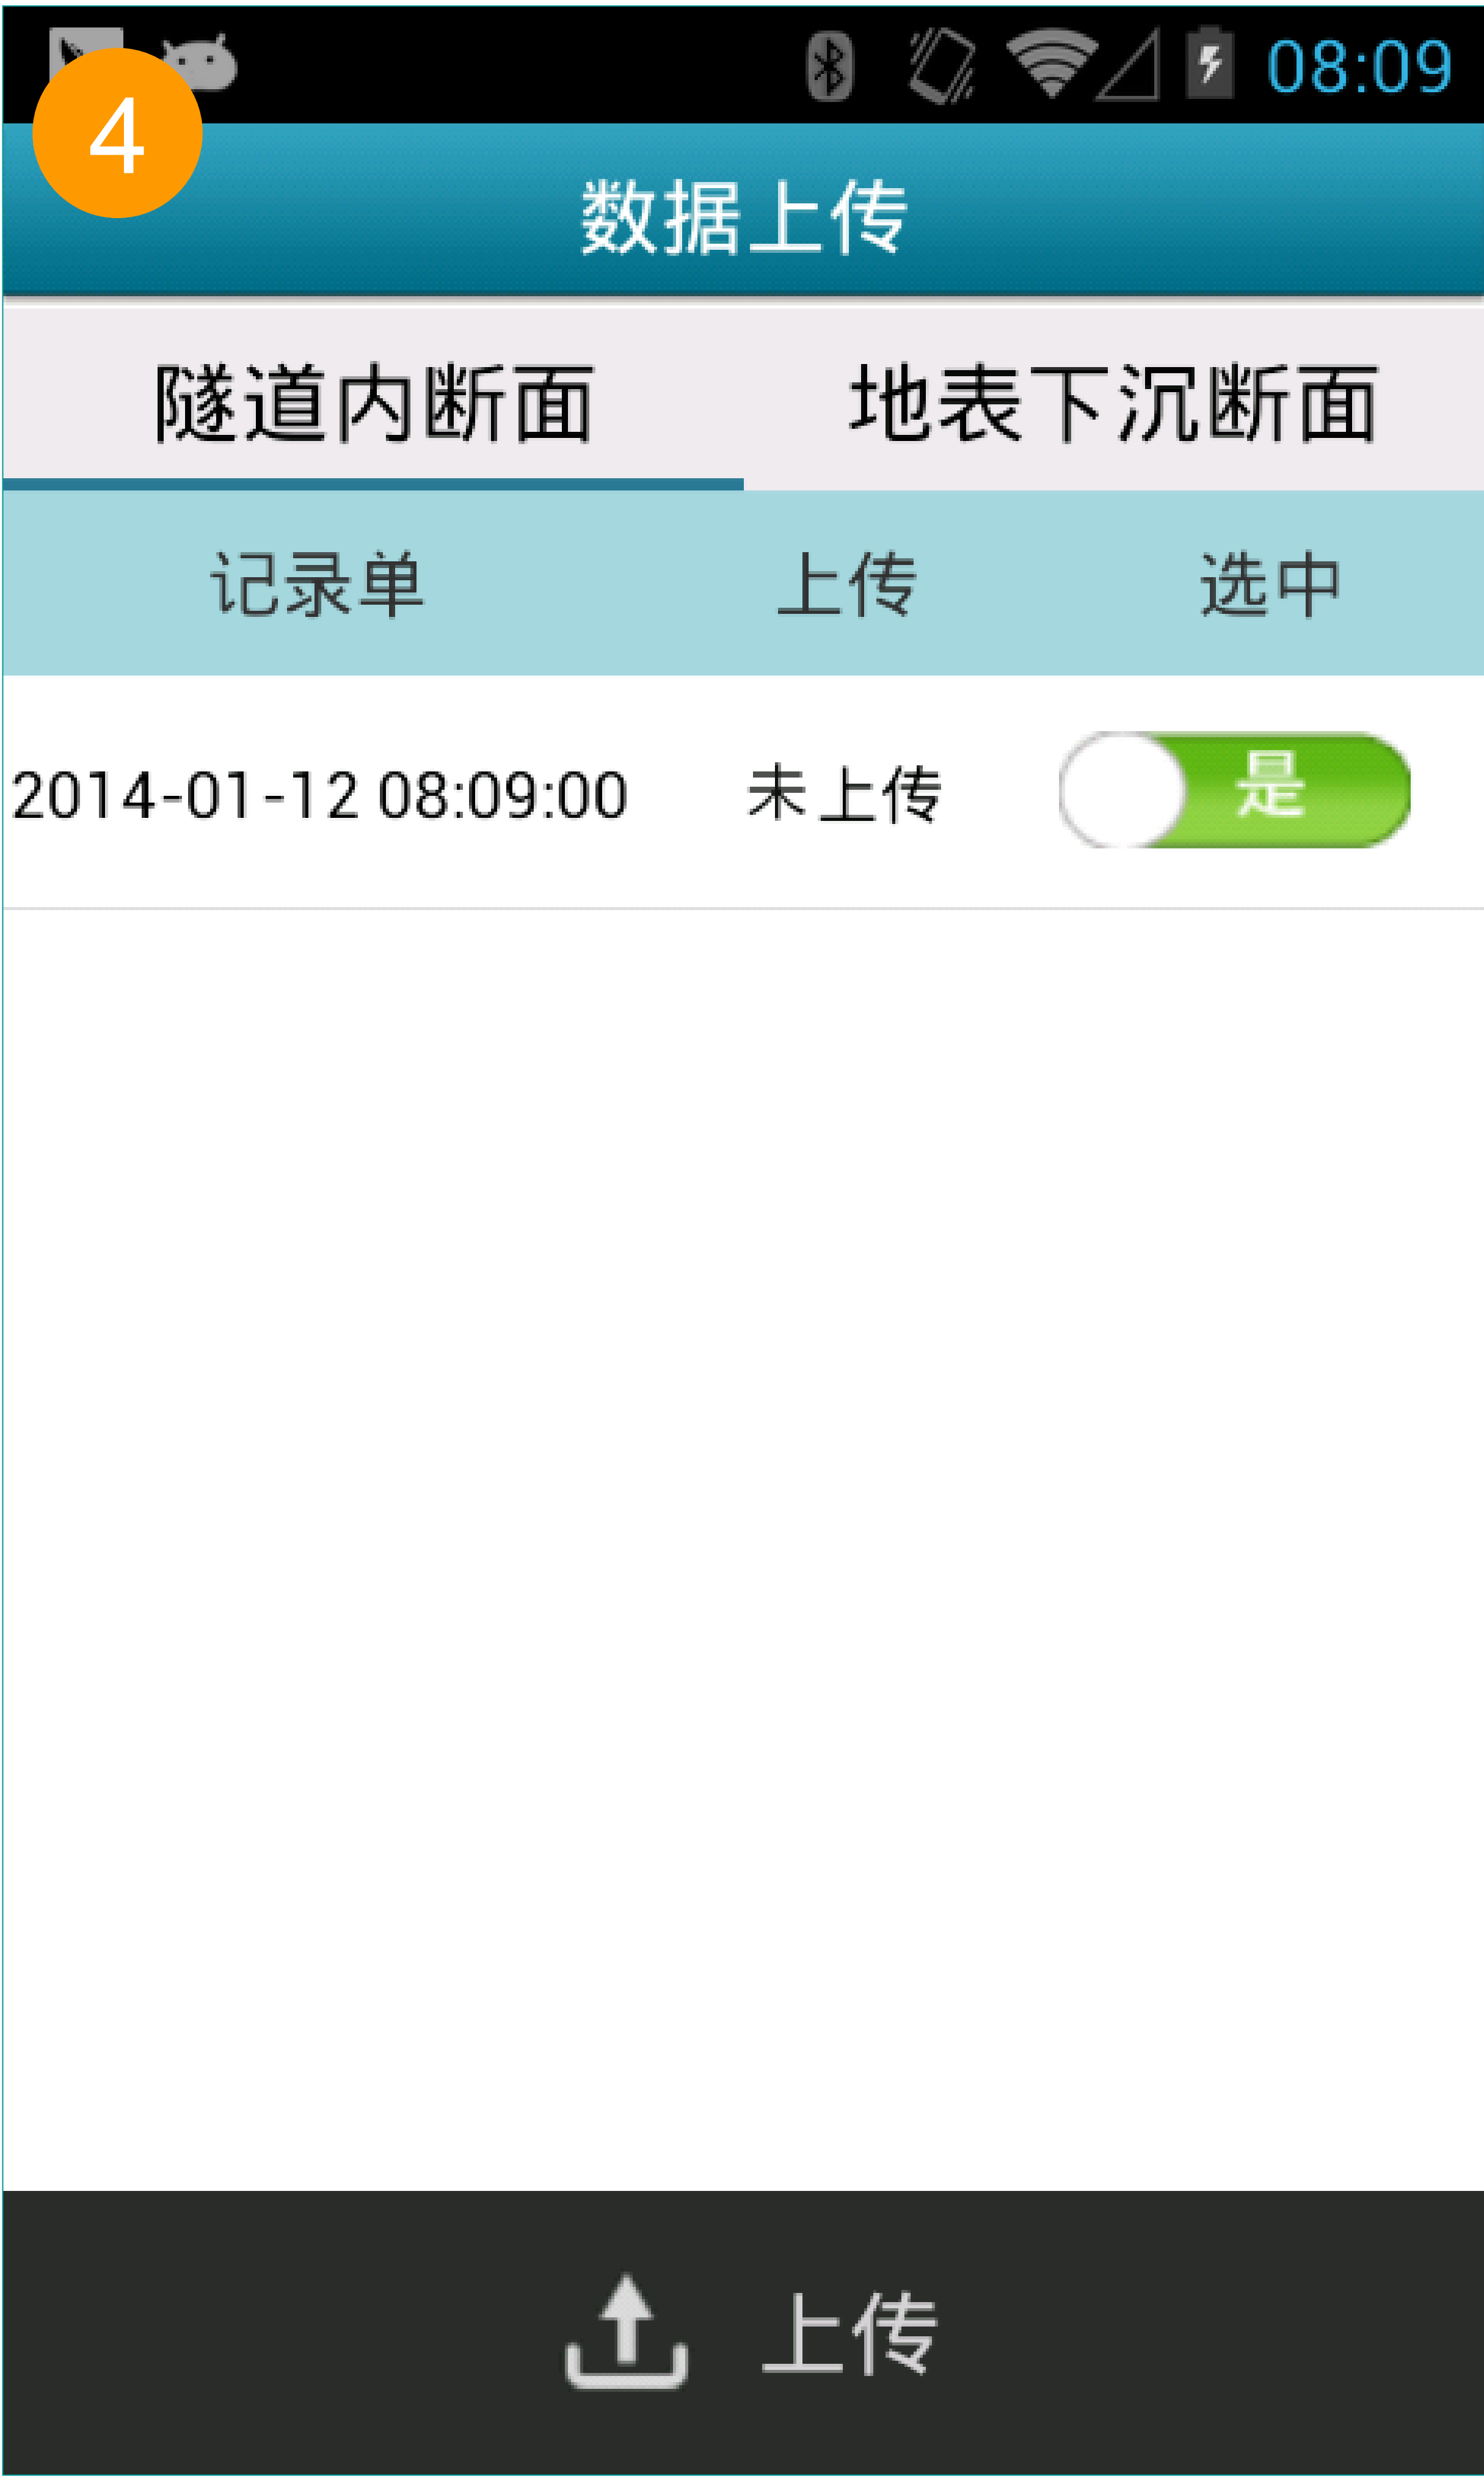 08:09
4
数据上传
隧道内断面 地表下沉断面
记录单 上传 选中
2014-01-12 08:09:00 未上传 是
上传